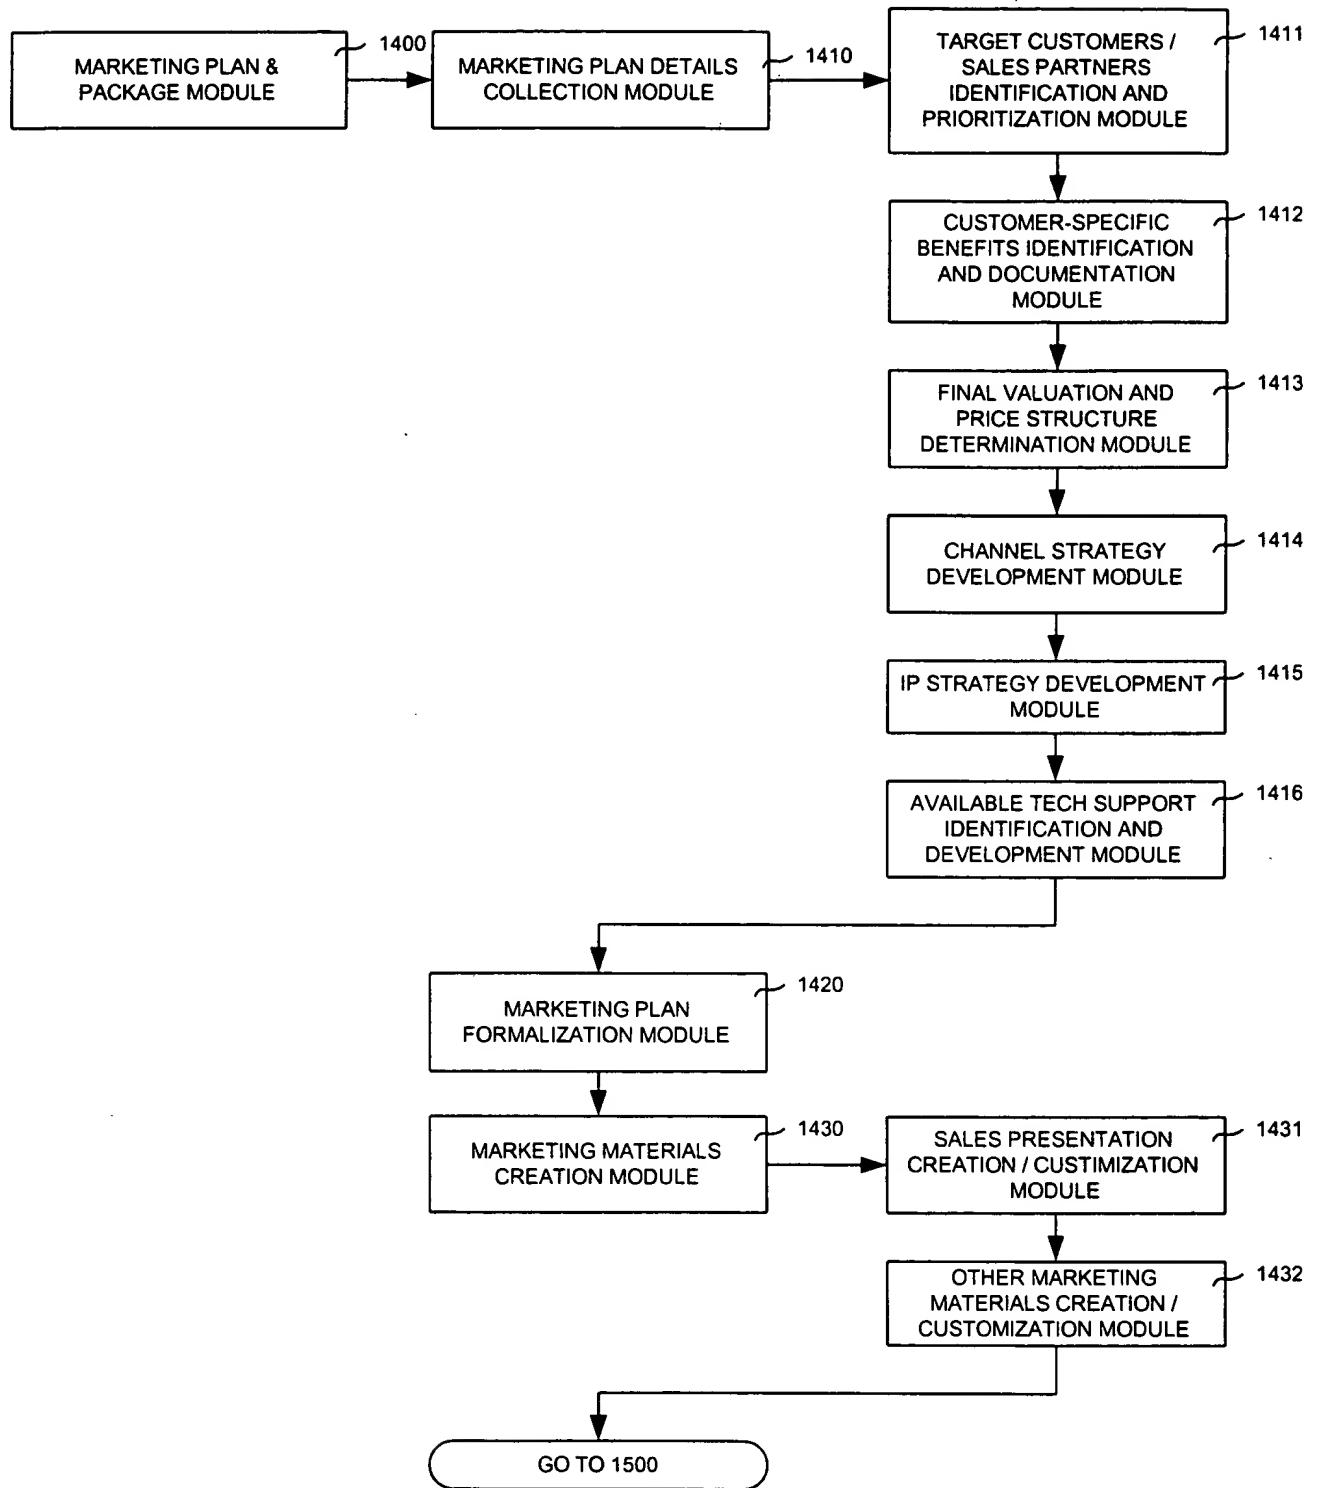 MARKETING PLAN &
PACKAGE MODULE
1400
MARKETING PLAN DETAILS
COLLECTION MODULE
1410
TARGET CUSTOMERS /
SALES PARTNERS
IDENTIFICATION AND
PRIORITIZATION MODULE
1411
CUSTOMER-SPECIFIC
BENEFITS IDENTIFICATION
AND DOCUMENTATION
MODULE
1412
FINAL VALUATION AND
PRICE STRUCTURE
DETERMINATION MODULE
1413
CHANNEL STRATEGY
DEVELOPMENT MODULE
1414
IP STRATEGY DEVELOPMENT
MODULE
1415
AVAILABLE TECH SUPPORT
IDENTIFICATION AND
DEVELOPMENT MODULE
1416
MARKETING PLAN
FORMALIZATION MODULE
1420
MARKETING MATERIALS
CREATION MODULE
1430
SALES PRESENTATION
CREATION / CUSTIMIZATION
MODULE
1431
OTHER MARKETING
MATERIALS CREATION /
CUSTOMIZATION MODULE
1432
GO TO 1500